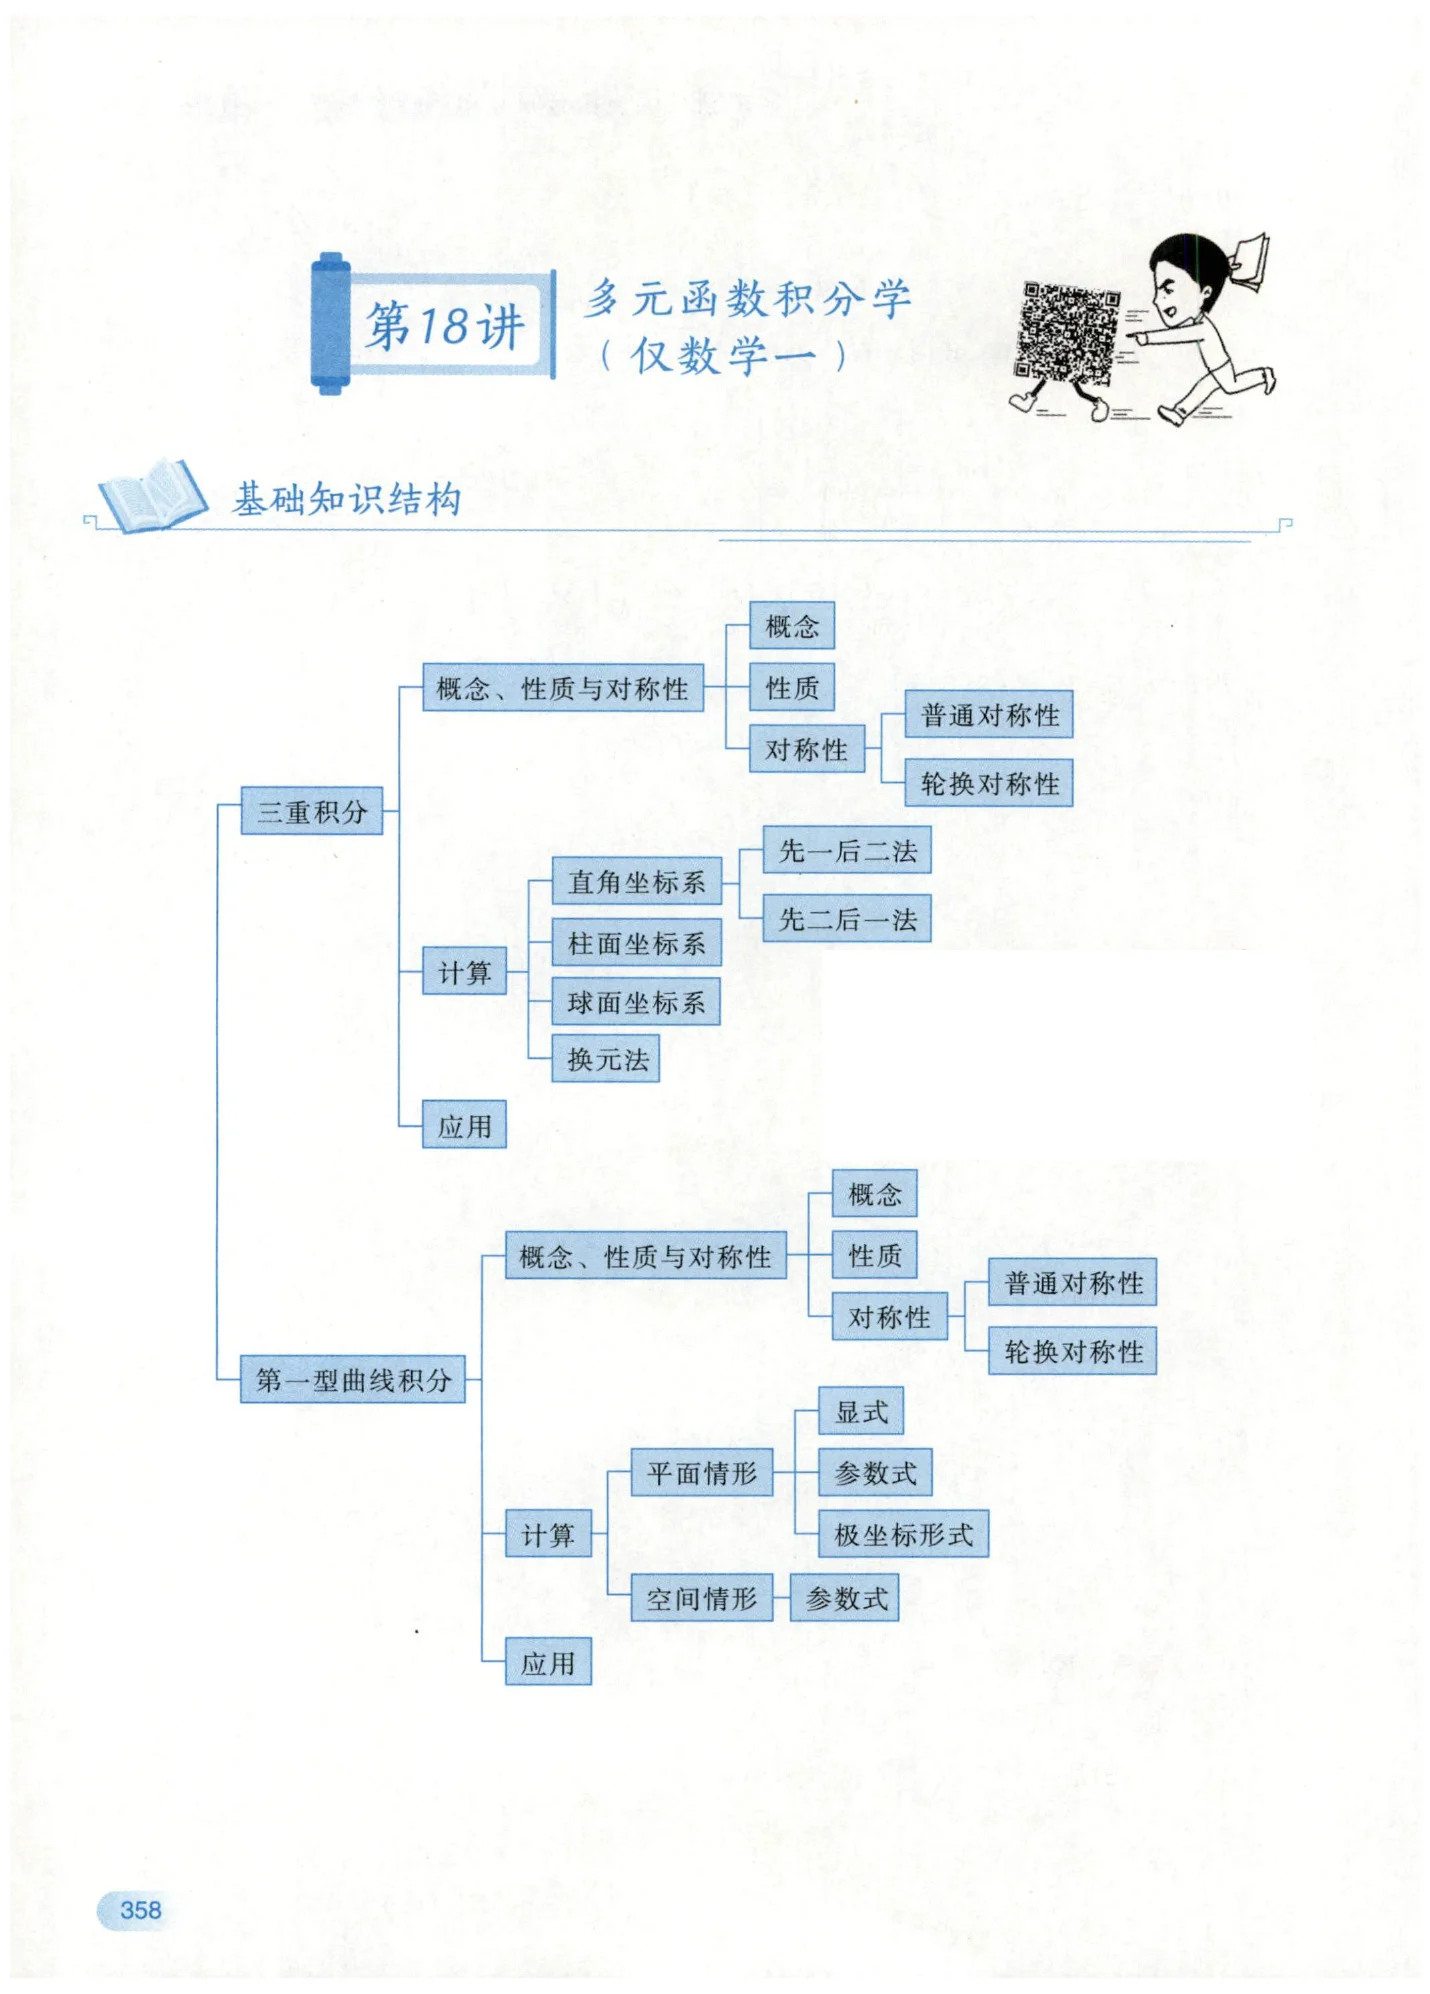 第18讲
多元函数积分学
（仅数学一）
基础知识结构
概念
概念、性质与对称性
性质
普通对称性
对称性
轮换对称性
三重积分
先一后二法
直角坐标系
先二后一法
柱面坐标系
计算
球面坐标系
换元法
应用
概念
概念、性质与对称性
性质
普通对称性
对称性
轮换对称性
第一型曲线积分
显式
平面情形
参数式
计算
极坐标形式
空间情形
参数式
应用
358